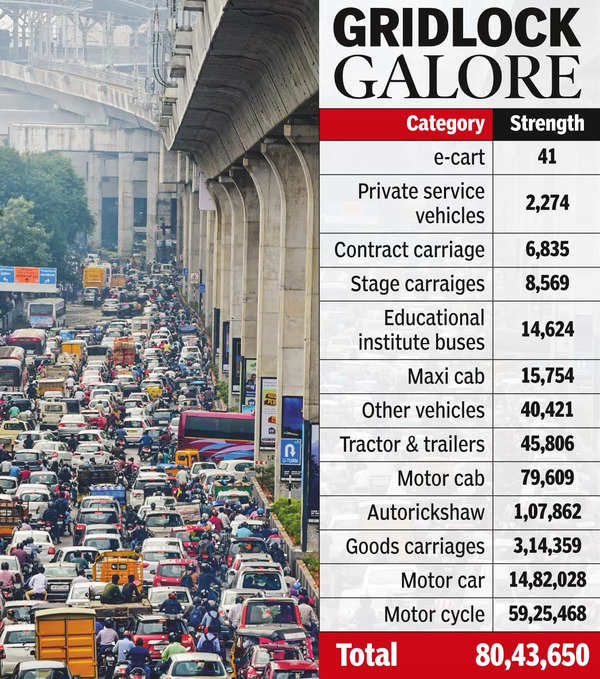 GRIDLOCK
GALORE
Category Strength
e-cart 41
Private service
vehicles 2,274
Contract carriage 6,835
Stage carraiges 8,569
Educational
institute buses 14,624
Maxi cab 15,754
Other vehicles 40,421
Tractor & trailers 45,806
Motor cab 79,609
Autorickshaw 1,07,862
Goods carriages 3,14,359
Motor car 14,82,028
Motor cycle 59,25,468
Total 80,43,650